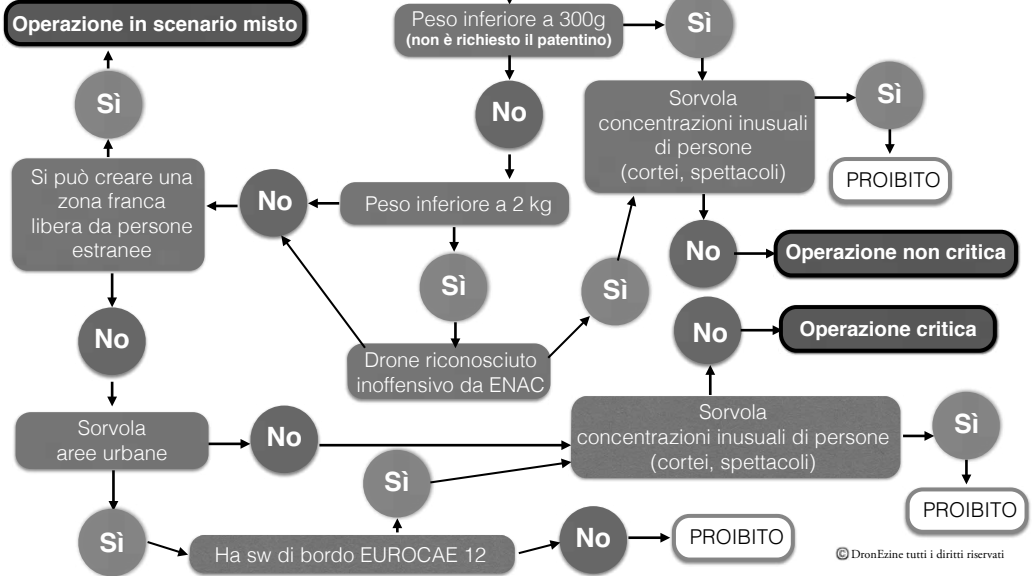 Operazione in scenario misto
Peso inferiore a 300g
(non è richiesto il patentino)
Sì
Sì
No
Sorvola
concentrazioni inusuali
di persone
(cortei, spettacoli)
Sì
PROIBITO
Si può creare una
zona franca
libera da persone
estranee
No
Peso inferiore a 2 kg
No
Operazione non critica
Sì
Sì
No
Operazione critica
No
Drone riconosciuto
inoffensivo da ENAC
Sorvola
aree urbane
No
Sorvola
concentrazioni inusuali di persone
(cortei, spettacoli)
Sì
Sì
PROIBITO
Sì
Ha sw di bordo EUROCAE 12
No
PROIBITO
© DronEzine tutti i diritti riservati